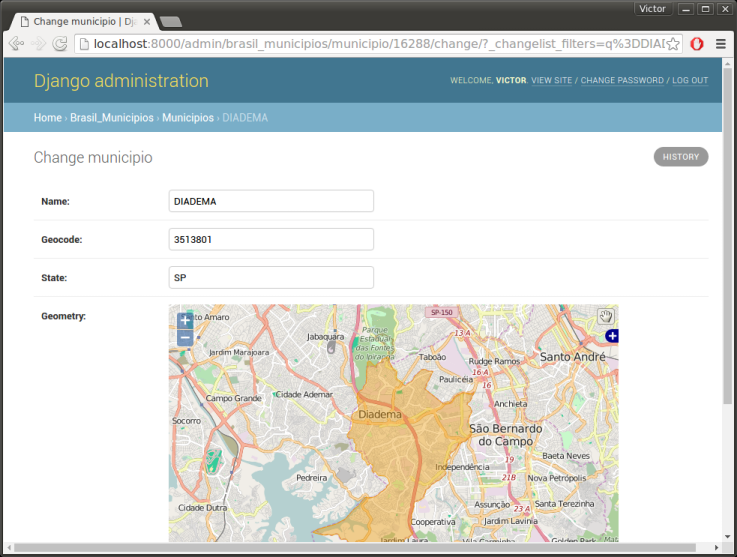 Victor
Change municipio | Dj
localhost:8000/admin/brasil_municipios/municipio/16288/change/?_changelist_filters=q%3DDIA
Django administration
WELCOME, VICTOR. VIEW SITE / CHANGE PASSWORD / LOG OUT
Home › Brasil_Municipios › Municipios › DIADEMA
Change municipio
HISTORY
Name:
DIADEMA
Geocode:
3513801
State:
SP
Geometry:
+
−
to Amaro
SP-150
Jabaquara
Parque
Estadual
das Fontes
do Ipiranga
13 A
Jardim Marajoara
Taboão
Rudge Ramos
Santo André
16 A
Paulicéia
16
Campo Grande
Cidade Ademar
Anchieta
Diadema
Socorro
São Bernardo
do Campo
Baeta Neves
19
Independência
Pedreira
21B
Nova Petrópolis
Cidade Dutra
Assunção
Santa Terezinha
23 A
Cooperativa
Jardim Lavínia
Jardim Laura
Vila Carminha
Golden Park